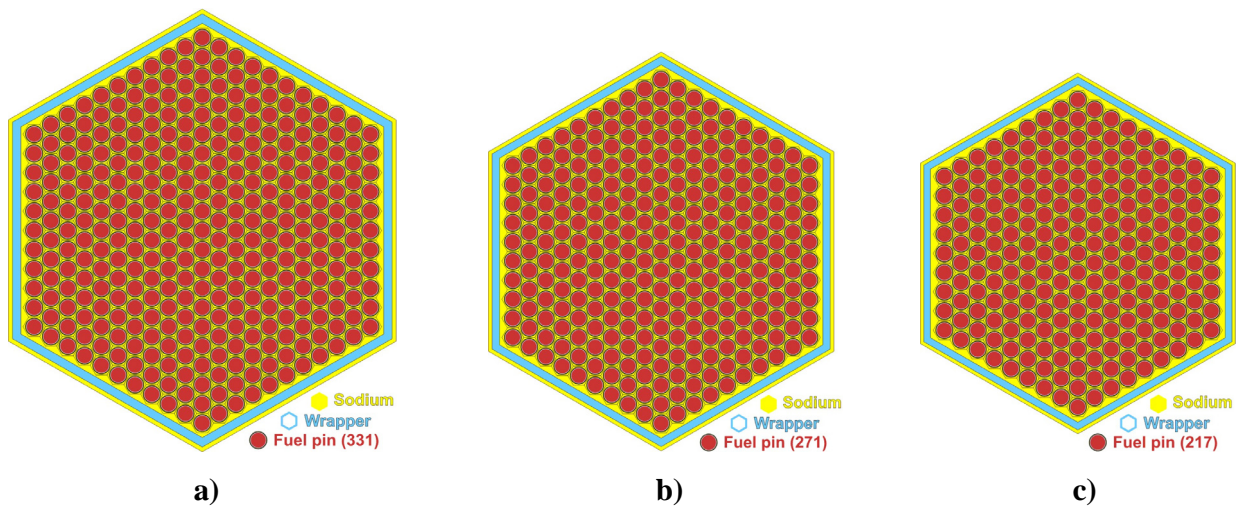 Sodium
Wrapper
Fuel pin (331)
a)
Sodium
Wrapper
Fuel pin (271)
b)
Sodium
Wrapper
Fuel pin (217)
c)